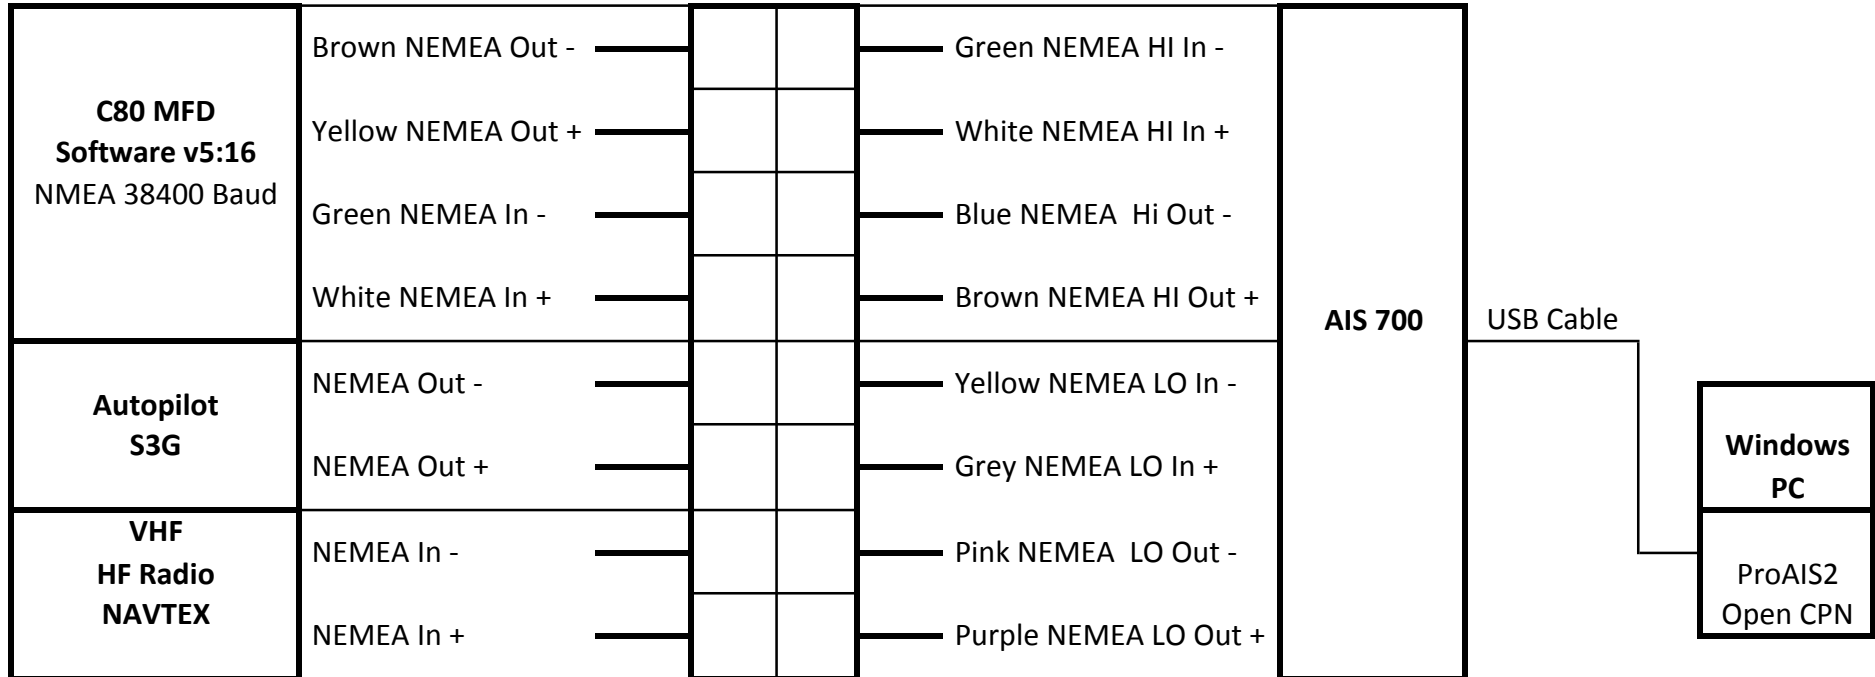 C80 MFD
Software v5:16
NMEA 38400 Baud
Brown NEMEA Out -
Yellow NEMEA Out +
Green NEMEA In -
White NEMEA In +
Green NEMEA HI In -
White NEMEA HI In +
Blue NEMEA  Hi Out -
Brown NEMEA HI Out +
Autopilot
S3G
NEMEA Out -
NEMEA Out +
Yellow NEMEA LO In -
Grey NEMEA LO In +
VHF
HF Radio
NAVTEX
NEMEA In -
NEMEA In +
Pink NEMEA  LO Out -
Purple NEMEA LO Out +
AIS 700
USB Cable
Windows
PC
ProAIS2
Open CPN